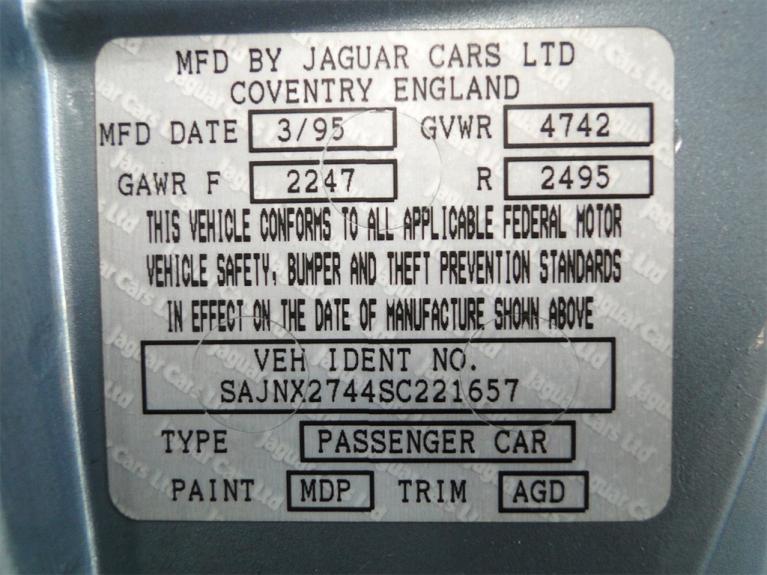 MFD BY JAGUAR CARS LTD
COVENTRY ENGLAND
MFD DATE 3/95 GVWR 4742
GAWR F 2247 R 2495
THIS VEHICLE CONFORMS TO ALL APPLICABLE FEDERAL MOTOR
VEHICLE SAFETY, BUMPER AND THEFT PREVENTION STANDARDS
IN EFFECT ON THE DATE OF MANUFACTURE SHOWN ABOVE
VEH IDENT NO.
SAJNX2744SC221657
TYPE PASSENGER CAR
PAINT MDP TRIM AGD